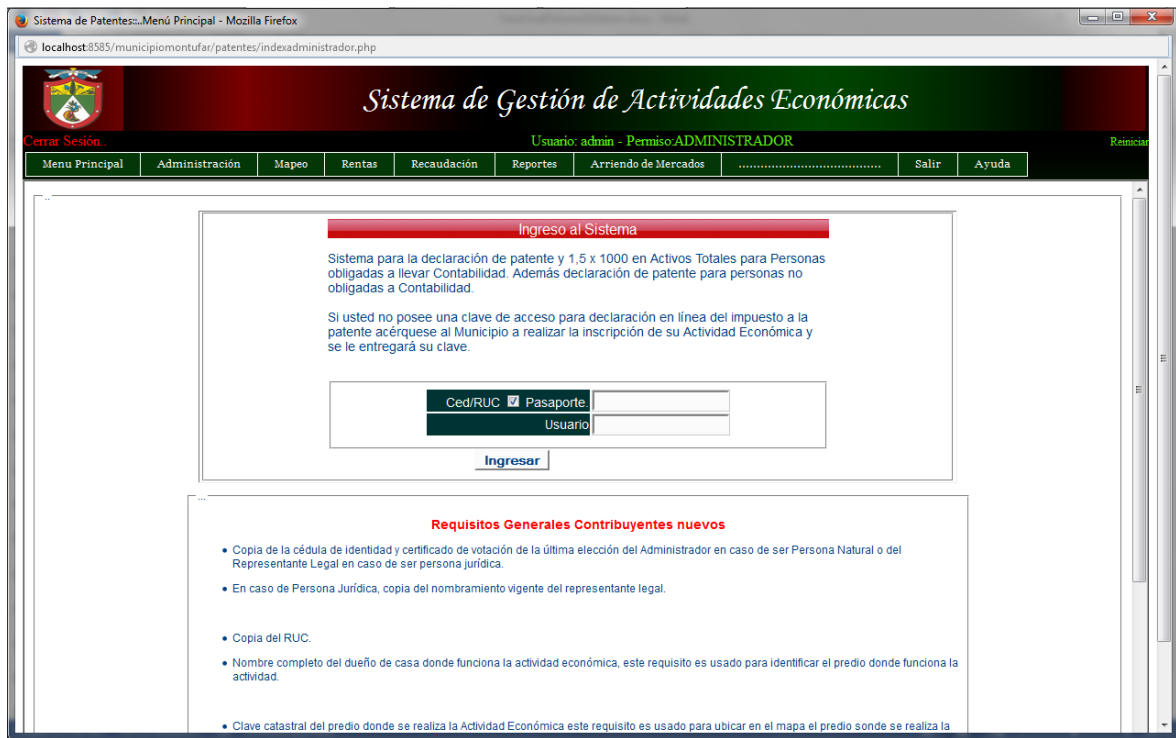 Sistema de Patentes::..Menú Principal - Mozilla Firefox
localhost:8585/municipiomontufar/patentes/indexadministrador.php
Sistema de Gestión de Actividades Económicas
Cerrar Sesión.: Usuario: admin - Permiso:ADMINISTRADOR Reiniciar
Menu Principal Administración Mapeo Rentas Recaudación Reportes Arriendo de Mercados ....................................... Salir Ayuda
..
Ingreso al Sistema
Sistema para la declaración de patente y 1,5 x 1000 en Activos Totales para Personas
obligadas a llevar Contabilidad. Además declaración de patente para personas no
obligadas a Contabilidad.
Si usted no posee una clave de acceso para declaración en línea del impuesto a la
patente acérquese al Municipio a realizar la inscripción de su Actividad Económica y
se le entregará su clave.
Ced/RUC Pasaporte.
Usuario
Ingresar
...
Requisitos Generales Contribuyentes nuevos
• Copia de la cédula de identidad y certificado de votación de la última elección del Administrador en caso de ser Persona Natural o del
Representante Legal en caso de ser persona jurídica.
• En caso de Persona Jurídica, copia del nombramiento vigente del representante legal.
• Copia del RUC.
• Nombre completo del dueño de casa donde funciona la actividad económica, este requisito es usado para identificar el predio donde funciona la
actividad.
• Clave catastral del predio donde se realiza la Actividad Económica este requisito es usado para ubicar en el mapa el predio sonde se realiza la